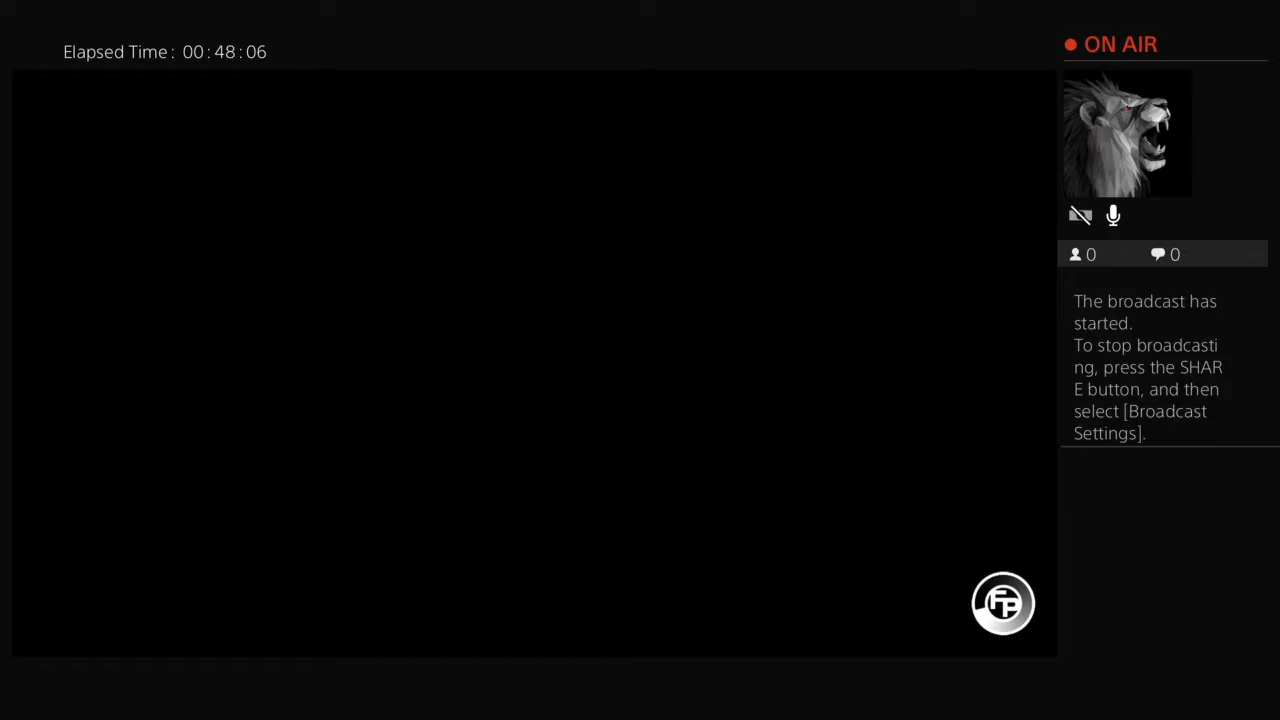 Elapsed Time: 00:48:06
ON AIR
0 0
The broadcast has
started.
To stop broadcasti
ng, press the SHAR
E button, and then
select [Broadcast
Settings].
FP